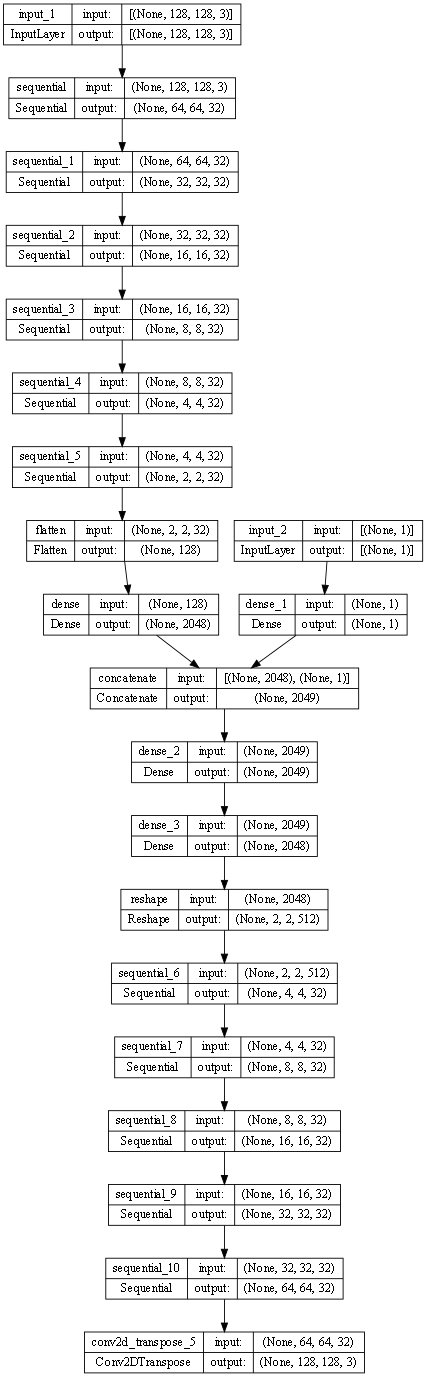 input_1 input: [(None, 128, 128, 3)]
InputLayer output: [(None, 128, 128, 3)]
sequential input: (None, 128, 128, 3)
Sequential output: (None, 64, 64, 32)
sequential_1 input: (None, 64, 64, 32)
Sequential output: (None, 32, 32, 32)
sequential_2 input: (None, 32, 32, 32)
Sequential output: (None, 16, 16, 32)
sequential_3 input: (None, 16, 16, 32)
Sequential output: (None, 8, 8, 32)
sequential_4 input: (None, 8, 8, 32)
Sequential output: (None, 4, 4, 32)
sequential_5 input: (None, 4, 4, 32)
Sequential output: (None, 2, 2, 32)
flatten input: (None, 2, 2, 32)
Flatten output: (None, 128)
input_2 input: [(None, 1)]
InputLayer output: [(None, 1)]
dense input: (None, 128)
Dense output: (None, 2048)
dense_1 input: (None, 1)
Dense output: (None, 1)
concatenate input: [(None, 2048), (None, 1)]
Concatenate output: (None, 2049)
dense_2 input: (None, 2049)
Dense output: (None, 2049)
dense_3 input: (None, 2049)
Dense output: (None, 2048)
reshape input: (None, 2048)
Reshape output: (None, 2, 2, 512)
sequential_6 input: (None, 2, 2, 512)
Sequential output: (None, 4, 4, 32)
sequential_7 input: (None, 4, 4, 32)
Sequential output: (None, 8, 8, 32)
sequential_8 input: (None, 8, 8, 32)
Sequential output: (None, 16, 16, 32)
sequential_9 input: (None, 16, 16, 32)
Sequential output: (None, 32, 32, 32)
sequential_10 input: (None, 32, 32, 32)
Sequential output: (None, 64, 64, 32)
conv2d_transpose_5 input: (None, 64, 64, 32)
Conv2DTranspose output: (None, 128, 128, 3)